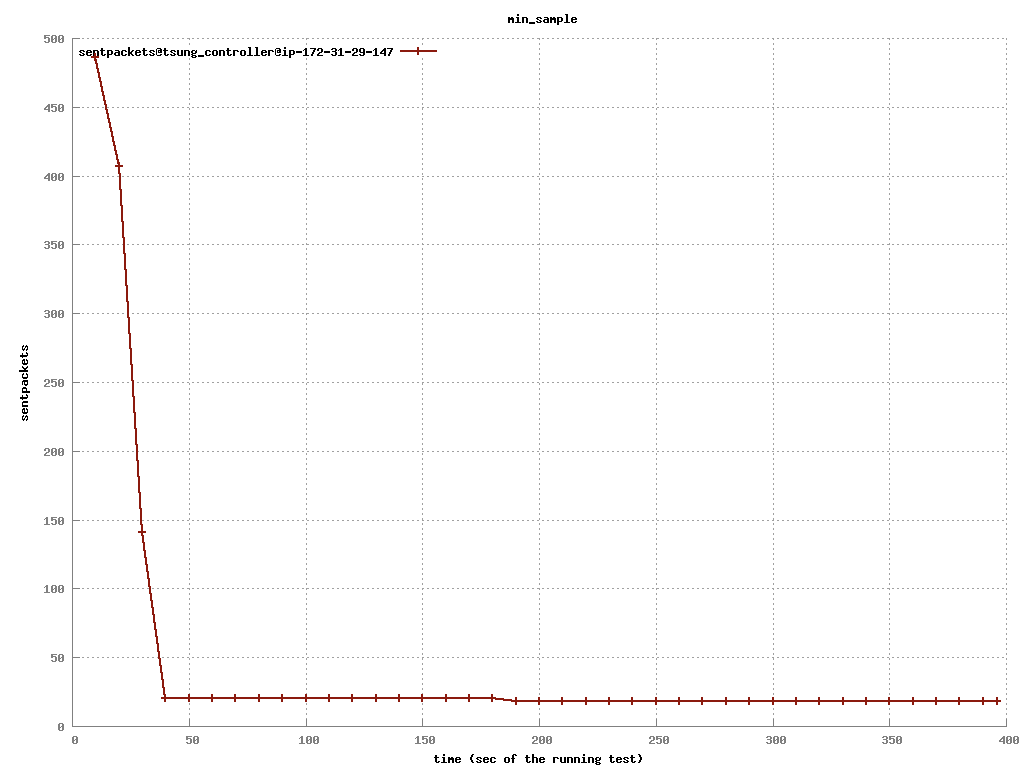 min_sample
sentpackets@tsung_controller@ip-172-31-29-147
500
450
400
350
300
250
200
150
100
50
0
sentpackets
0 50 100 150 200 250 300 350 400
time (sec of the running test)